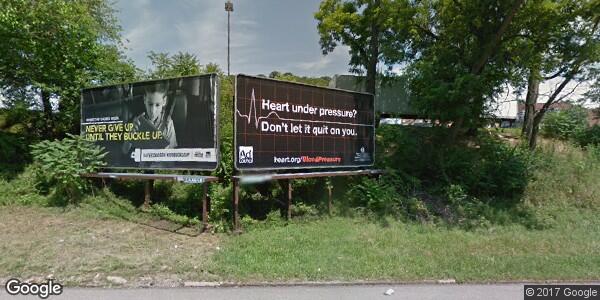 NEVER GIVE UP
UNTIL THEY BUCKLE UP.
Heart under pressure?
Don't let it quit on you.
Ad
Council
heart.org/BloodPressure
Google
© 2017 Google